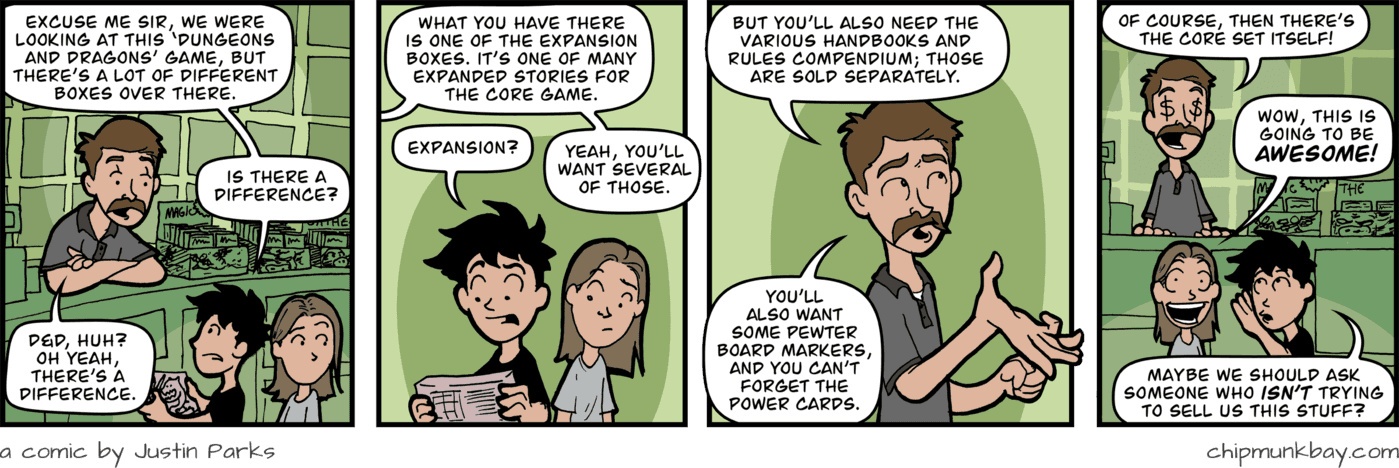 EXCUSE ME SIR, WE WERE
LOOKING AT THIS 'DUNGEONS
AND DRAGONS' GAME, BUT
THERE'S A LOT OF DIFFERENT
BOXES OVER THERE.
IS THERE A
DIFFERENCE?
MAGIC
THE
D&D, HUH?
OH YEAH,
THERE'S A
DIFFERENCE.
WHAT YOU HAVE THERE
IS ONE OF THE EXPANSION
BOXES. IT'S ONE OF MANY
EXPANDED STORIES FOR
THE CORE GAME.
EXPANSION?
YEAH, YOU'LL
WANT SEVERAL
OF THOSE.
BUT YOU'LL ALSO NEED THE
VARIOUS HANDBOOKS AND
RULES COMPENDIUM; THOSE
ARE SOLD SEPARATELY.
YOU'LL
ALSO WANT
SOME PEWTER
BOARD MARKERS,
AND YOU CAN'T
FORGET THE
POWER CARDS.
OF COURSE, THEN THERE'S
THE CORE SET ITSELF!
$ $
WOW, THIS IS
GOING TO BE
AWESOME!
THE
MAYBE WE SHOULD ASK
SOMEONE WHO ISN'T TRYING
TO SELL US THIS STUFF?
a comic by Justin Parks
chipmunkbay.com